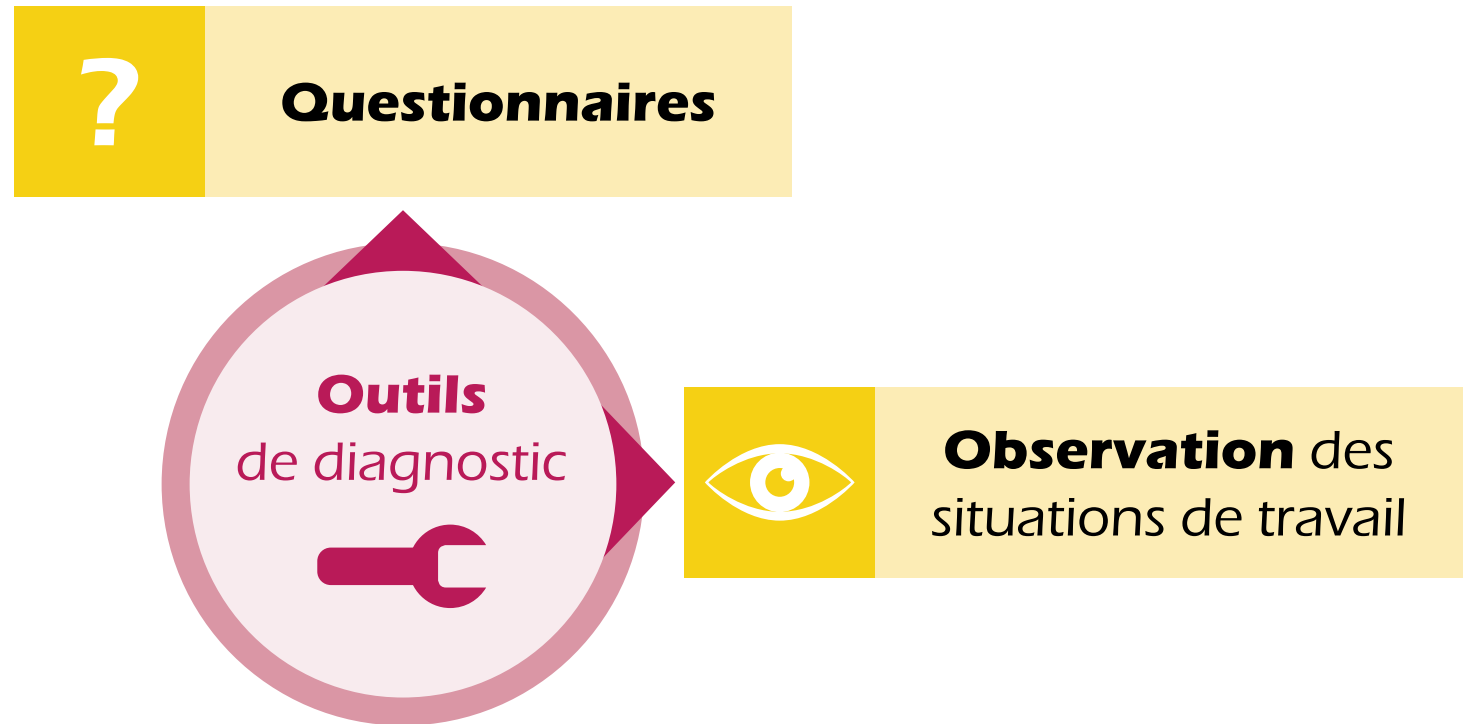 ?
Questionnaires
Outils
de diagnostic
Observation des
situations de travail